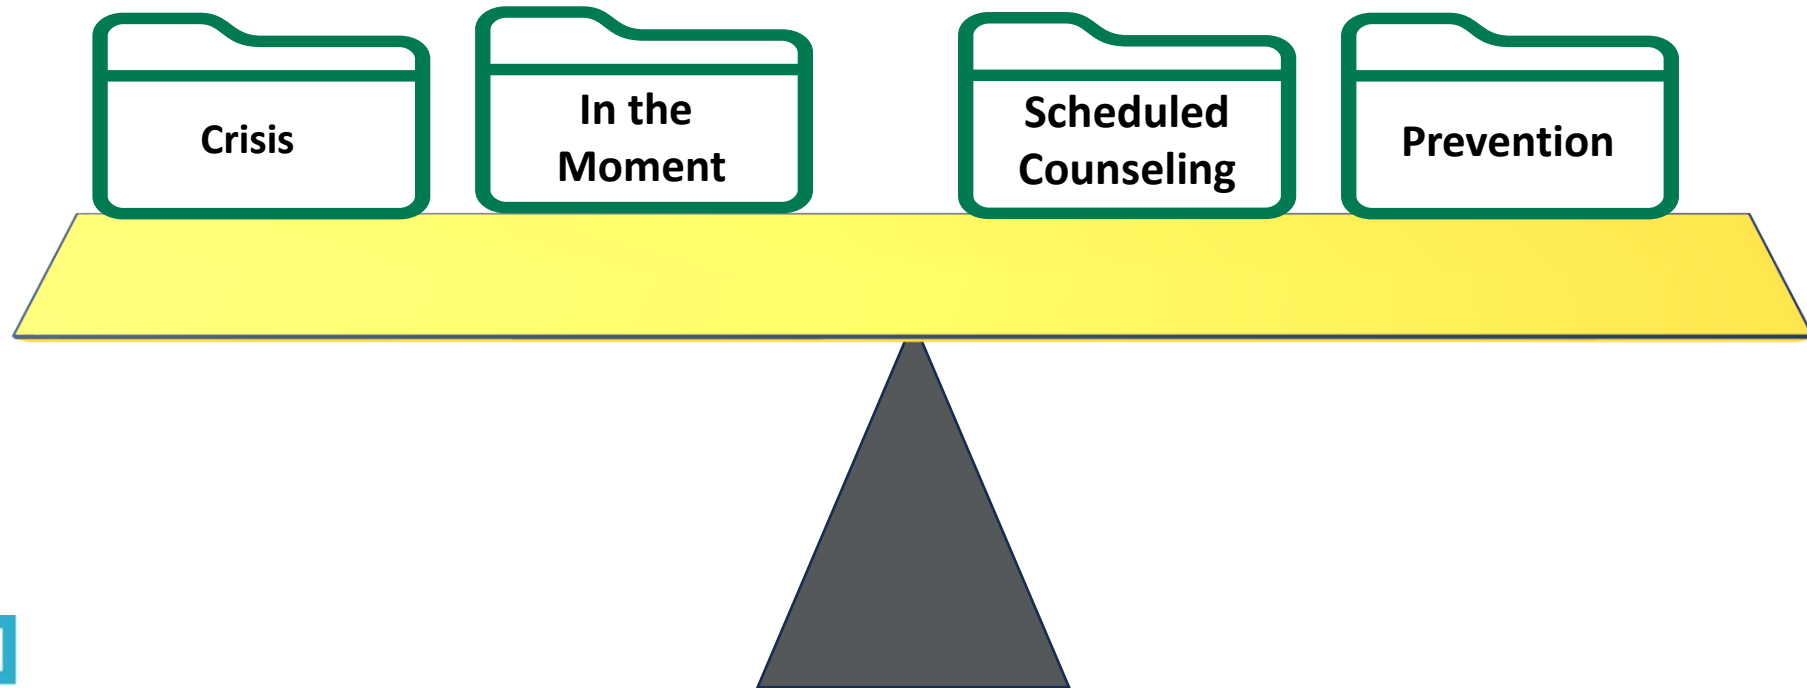 Crisis
In the
Moment
Scheduled
Counseling
Prevention